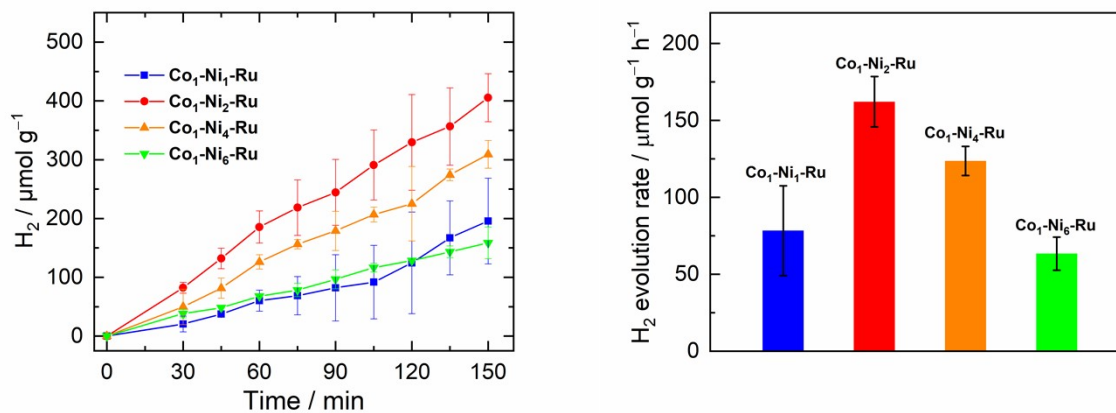 H₂ / μmol g⁻¹
500
400
300
200
100
0
Co₁-Ni₁-Ru
Co₁-Ni₂-Ru
Co₁-Ni₄-Ru
Co₁-Ni₆-Ru
0 30 60 90 120 150
Time / min
H₂ evolution rate / μmol g⁻¹ h⁻¹
200
150
100
50
0
Co₁-Ni₁-Ru
Co₁-Ni₂-Ru
Co₁-Ni₄-Ru
Co₁-Ni₆-Ru